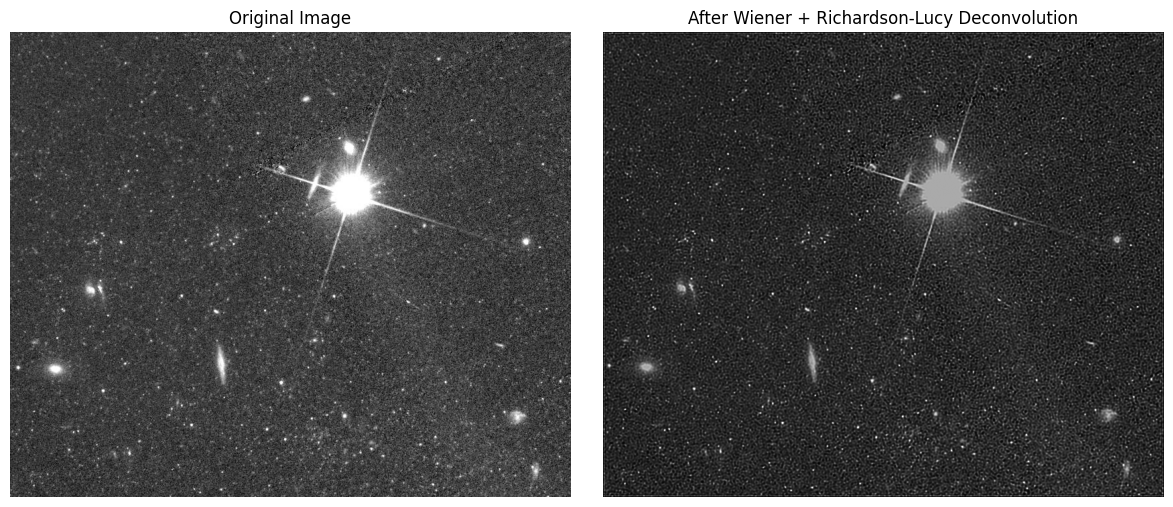 Original Image
After Wiener + Richardson-Lucy Deconvolution